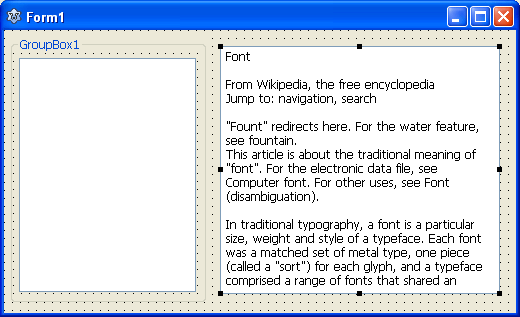 Form1
GroupBox1
Font
From Wikipedia, the free encyclopedia
Jump to: navigation, search
"Fount" redirects here. For the water feature,
see fountain.
This article is about the traditional meaning of
"font". For the electronic data file, see
Computer font. For other uses, see Font
(disambiguation).
In traditional typography, a font is a particular
size, weight and style of a typeface. Each font
was a matched set of metal type, one piece
(called a "sort") for each glyph, and a typeface
comprised a range of fonts that shared an